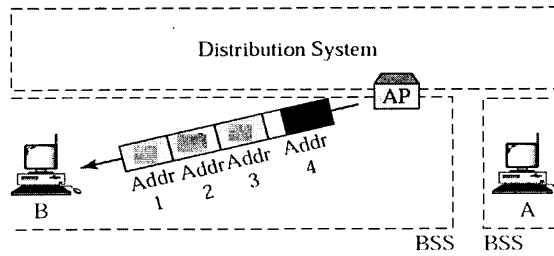 Distribution System
AP
Addr 1
Addr 2
Addr 3
Addr 4
B
A
BSS
BSS